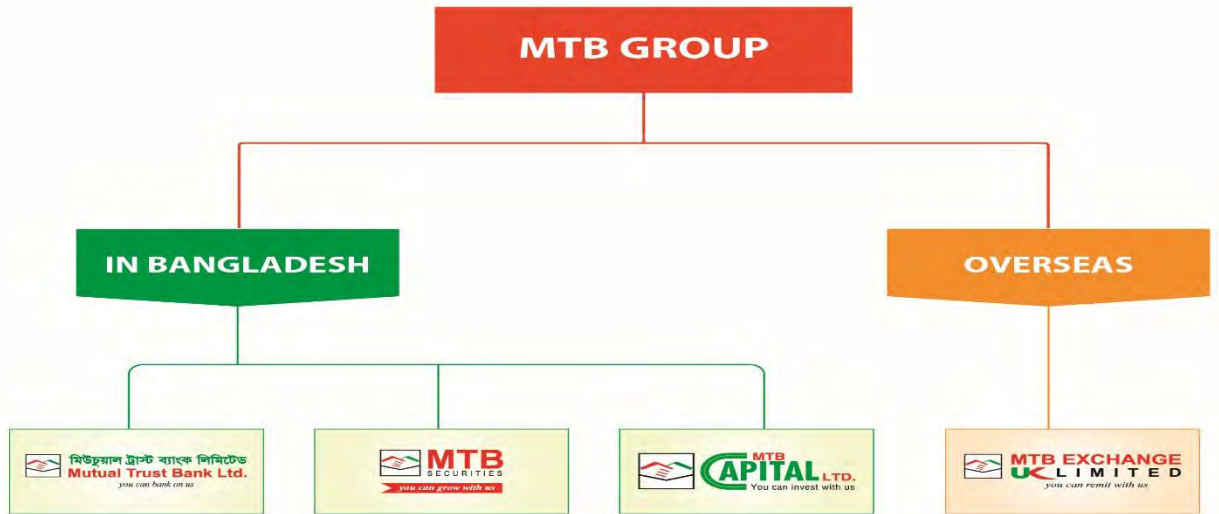 MTB GROUP
IN BANGLADESH
OVERSEAS
মিউচুয়াল ট্রাস্ট ব্যাংক লিমিটেড
Mutual Trust Bank Ltd.
you can bank on us
MTB
SECURITIES
you can grow with us
MTB
CAPITAL LTD.
You can invest with us
MTB EXCHANGE
UK LIMITED
you can remit with us